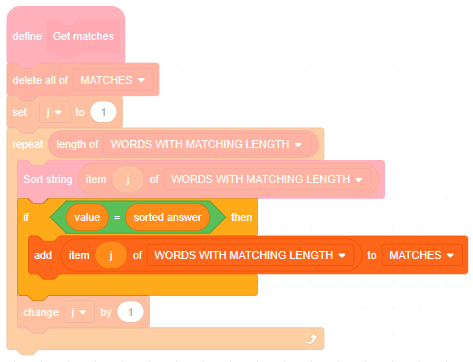 define Get matches
delete all of MATCHES
set j to 1
repeat length of WORDS WITH MATCHING LENGTH
Sort string item j of WORDS WITH MATCHING LENGTH
if value = sorted answer then
add item j of WORDS WITH MATCHING LENGTH to MATCHES
change j by 1